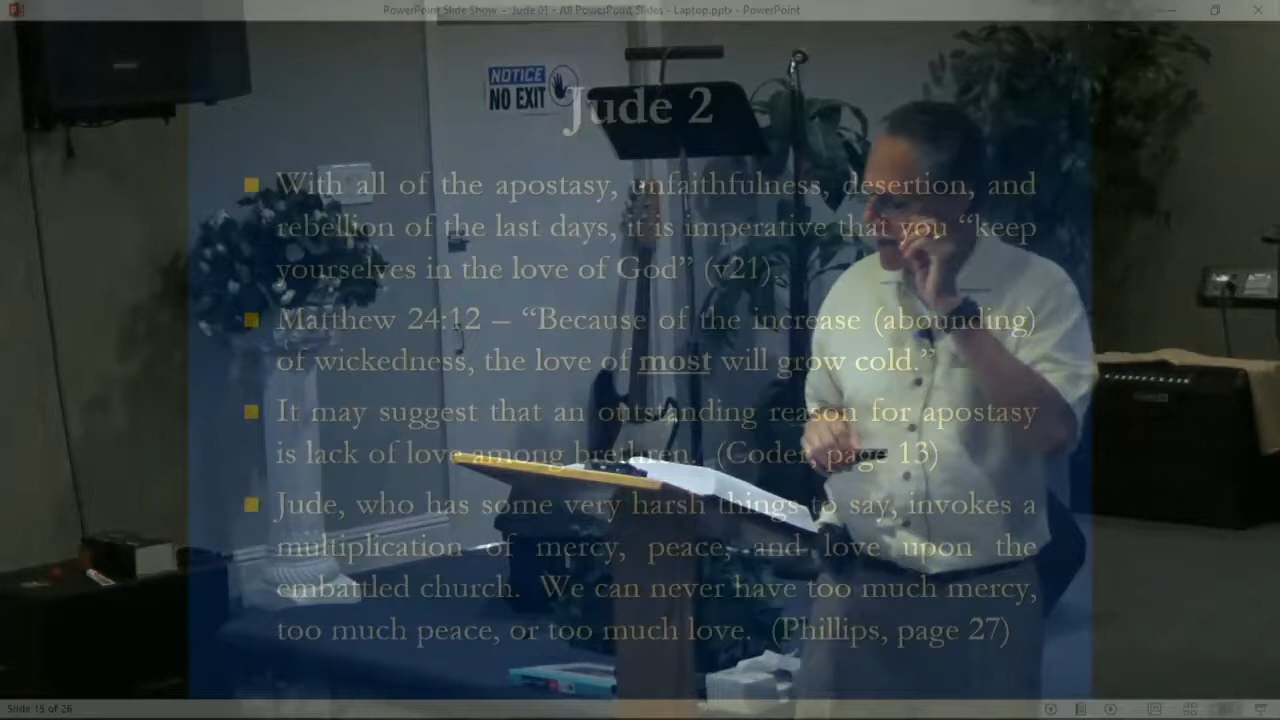 PowerPoint Slide Show - Jude 01 - All PowerPoint Slides - Laptop.pptx - PowerPoint
NOTICE
NO EXIT
Jude 2
With all of the apostasy, unfaithfulness, desertion, and
rebellion of the last days, it is imperative that you “keep
yourselves in the love of God” (v21).
Matthew 24:12 – “Because of the increase (abounding)
of wickedness, the love of most will grow cold.”
It may suggest that an outstanding reason for apostasy
is lack of love among brethren. (Coder, page 13)
Jude, who has some very harsh things to say, invokes a
multiplication of mercy, peace, and love upon the
embattled church. We can never have too much mercy,
too much peace, or too much love. (Phillips, page 27)
Slide 15 of 26